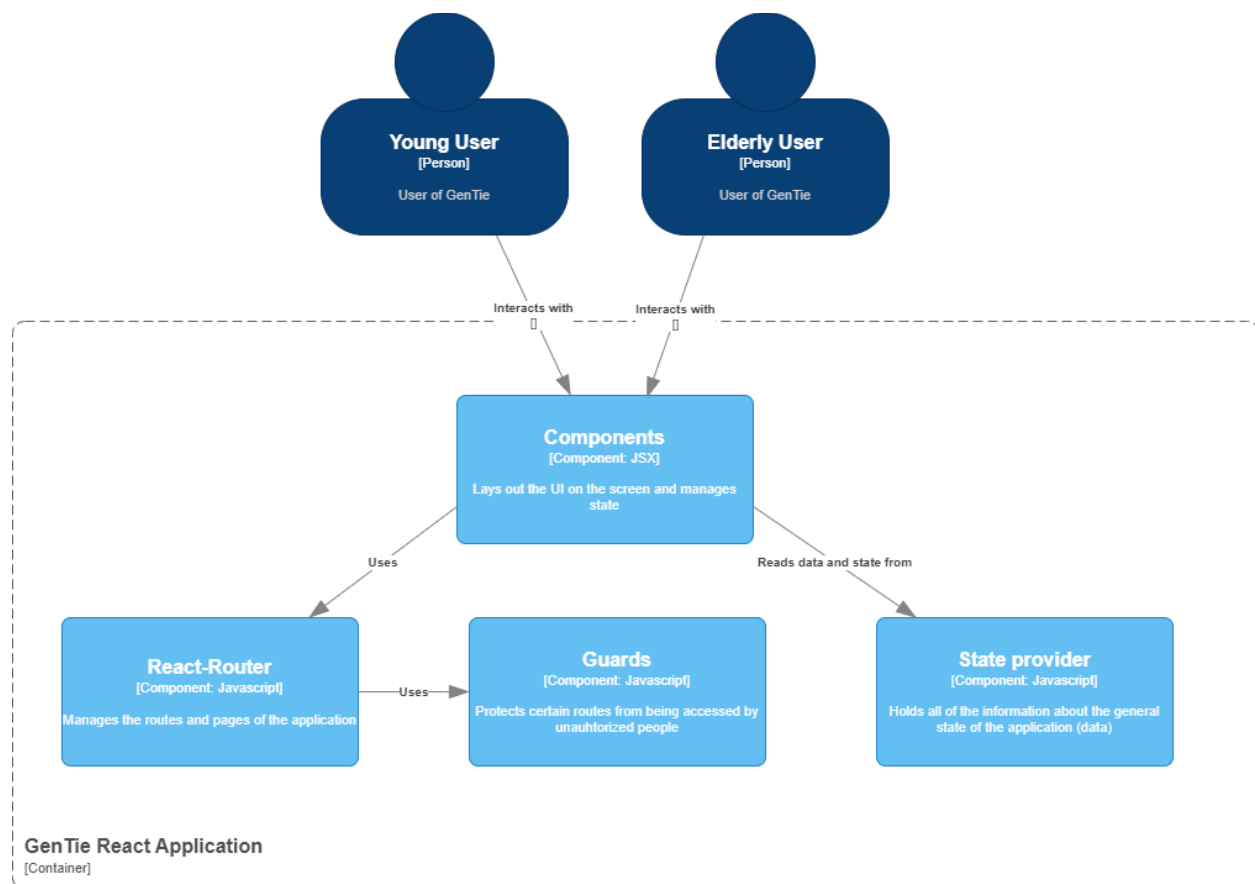 Young User
[Person]
User of GenTie
Elderly User
[Person]
User of GenTie
Interacts with
[]
Interacts with
[]
Components
[Component: JSX]
Lays out the UI on the screen and manages
state
Uses
Reads data and state from
React-Router
[Component: Javascript]
Manages the routes and pages of the application
Uses
Guards
[Component: Javascript]
Protects certain routes from being accessed by
unauhtorized people
State provider
[Component: Javascript]
Holds all of the information about the general
state of the application (data)
GenTie React Application
[Container]